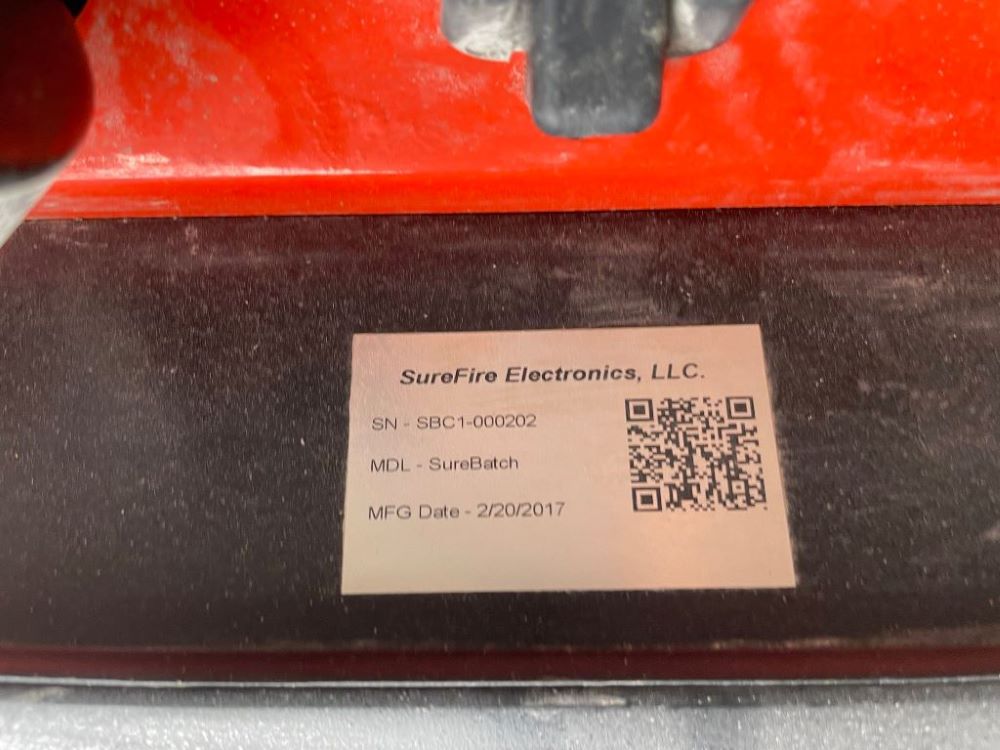 SureFire Electronics, LLC.
SN - SBC1-000202
MDL - SureBatch
MFG Date - 2/20/2017